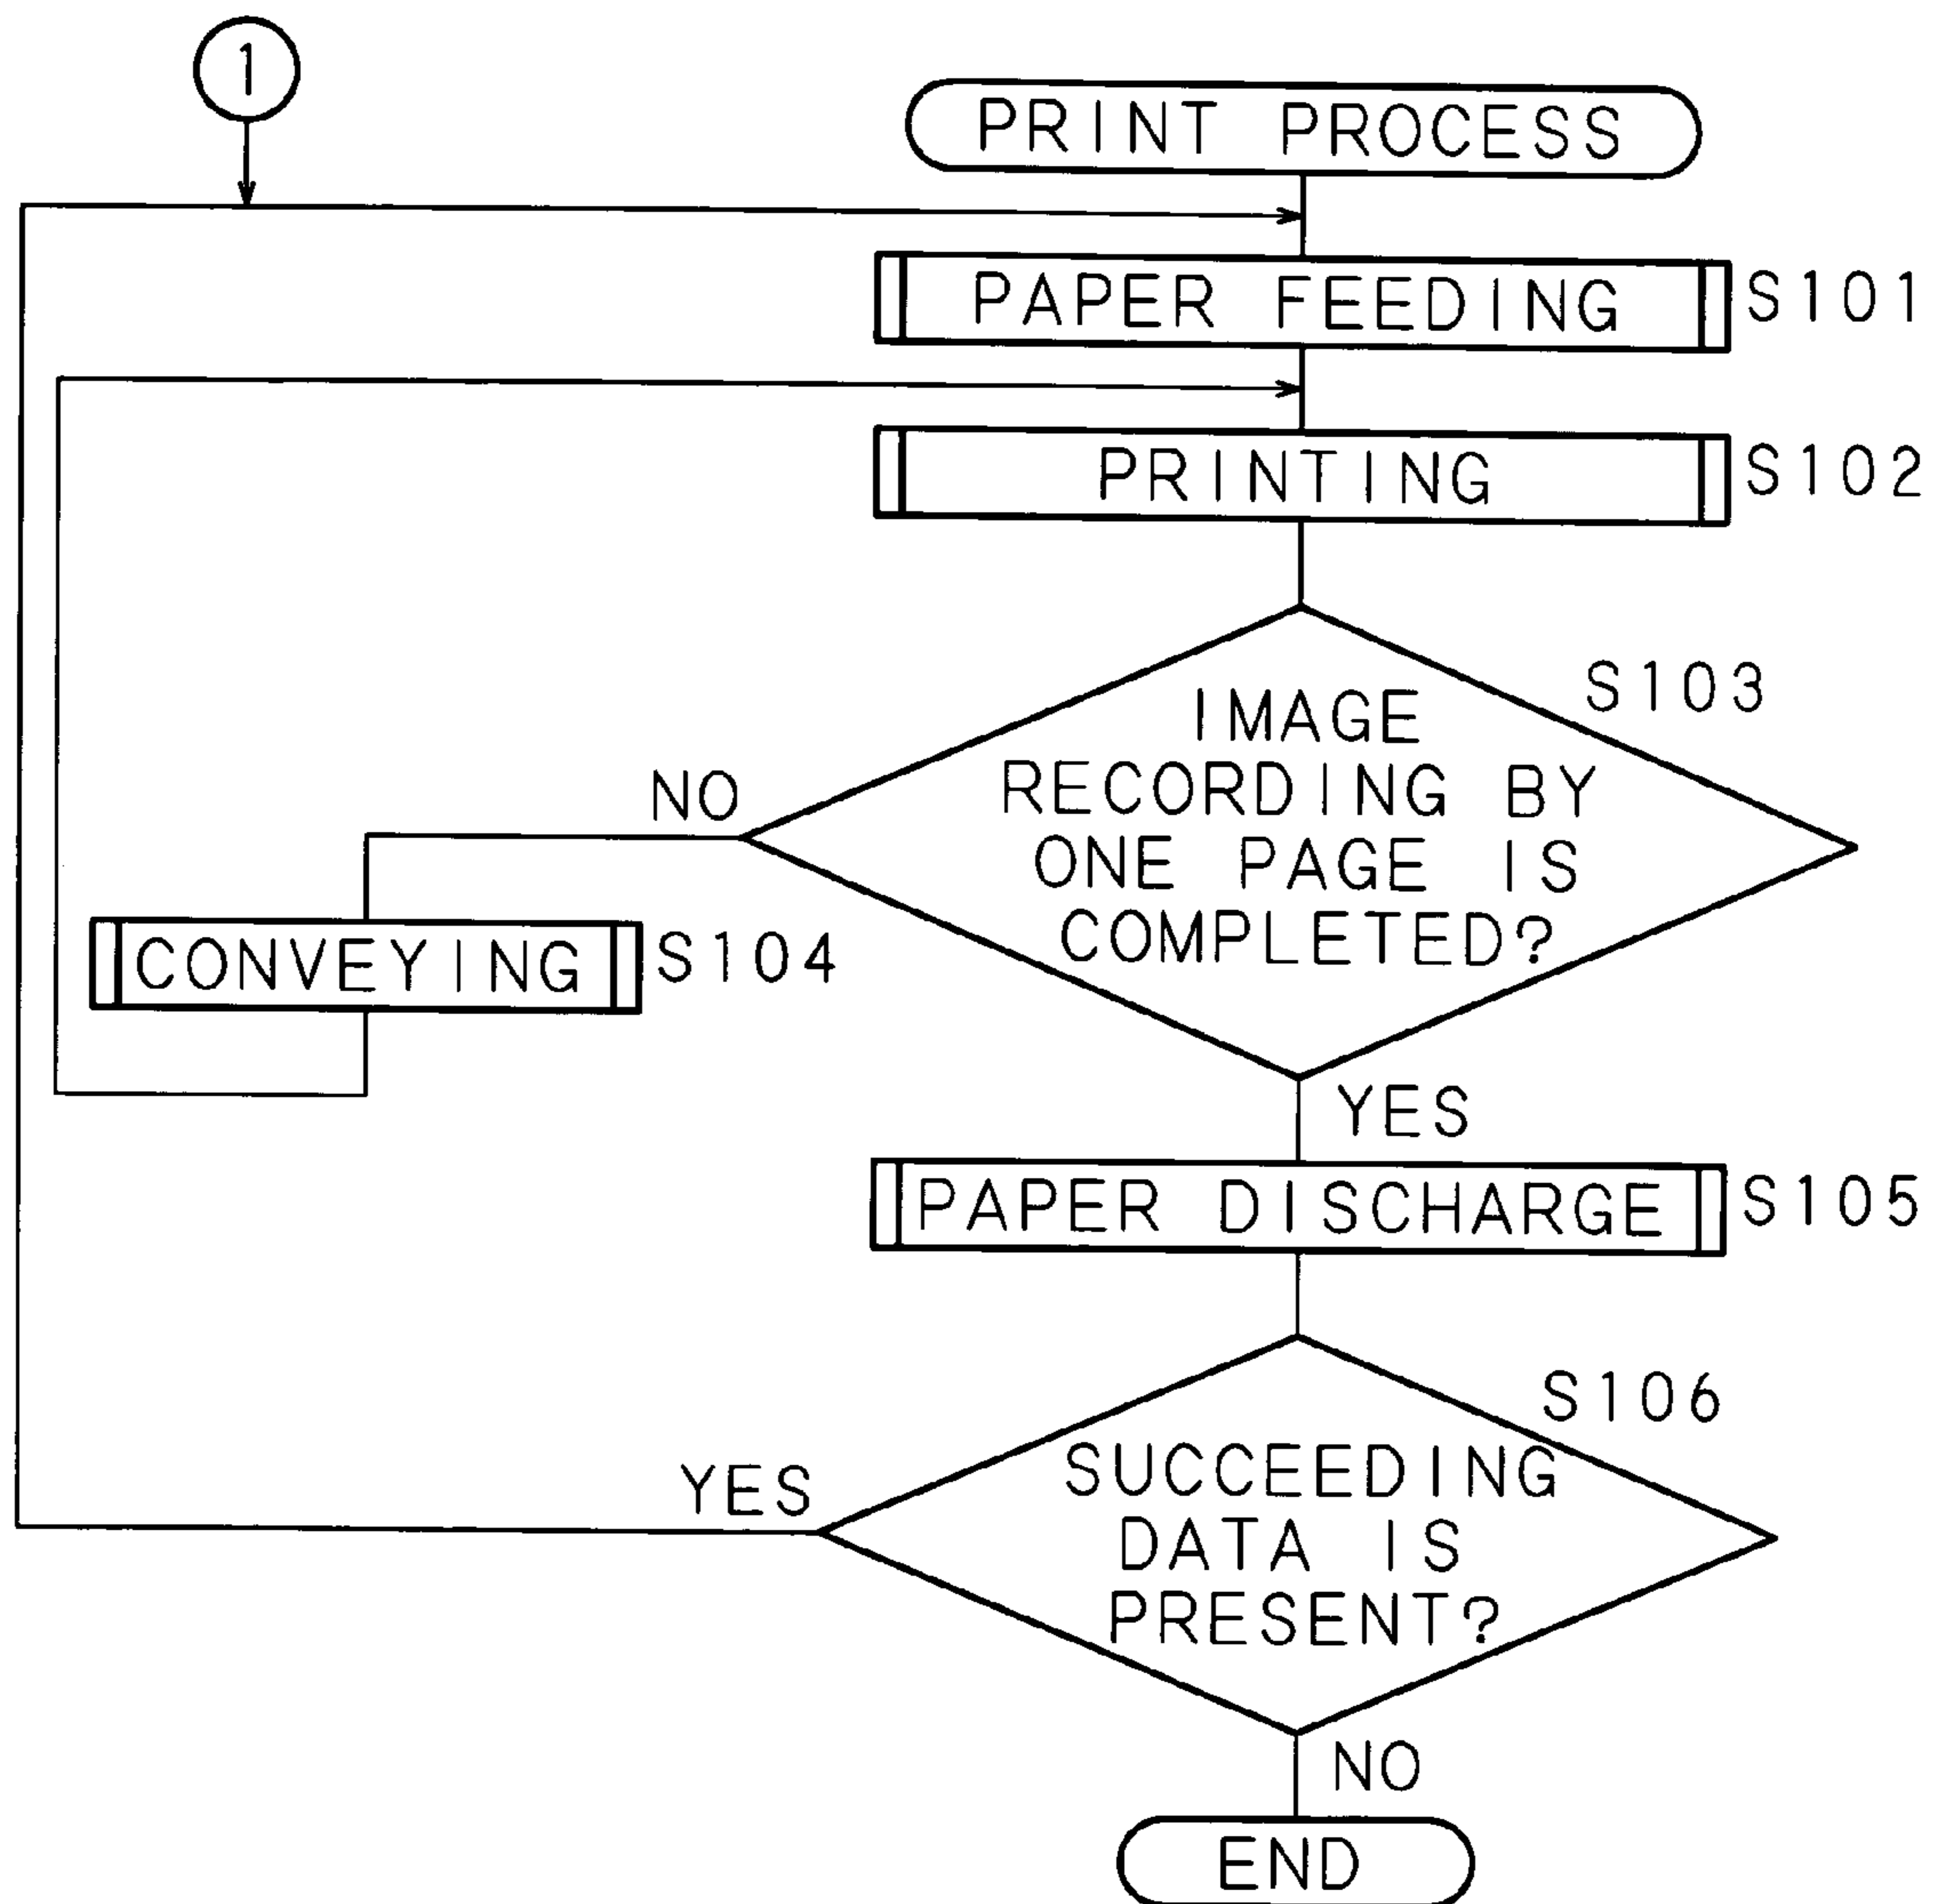 1
PRINT PROCESS
PAPER FEEDING
S101
PRINTING
S102
S103
IMAGE
RECORDING BY
ONE PAGE IS
COMPLETED?
NO
CONVEYING
S104
YES
PAPER DISCHARGE
S105
S106
SUCCEEDING
DATA IS
PRESENT?
YES
NO
END